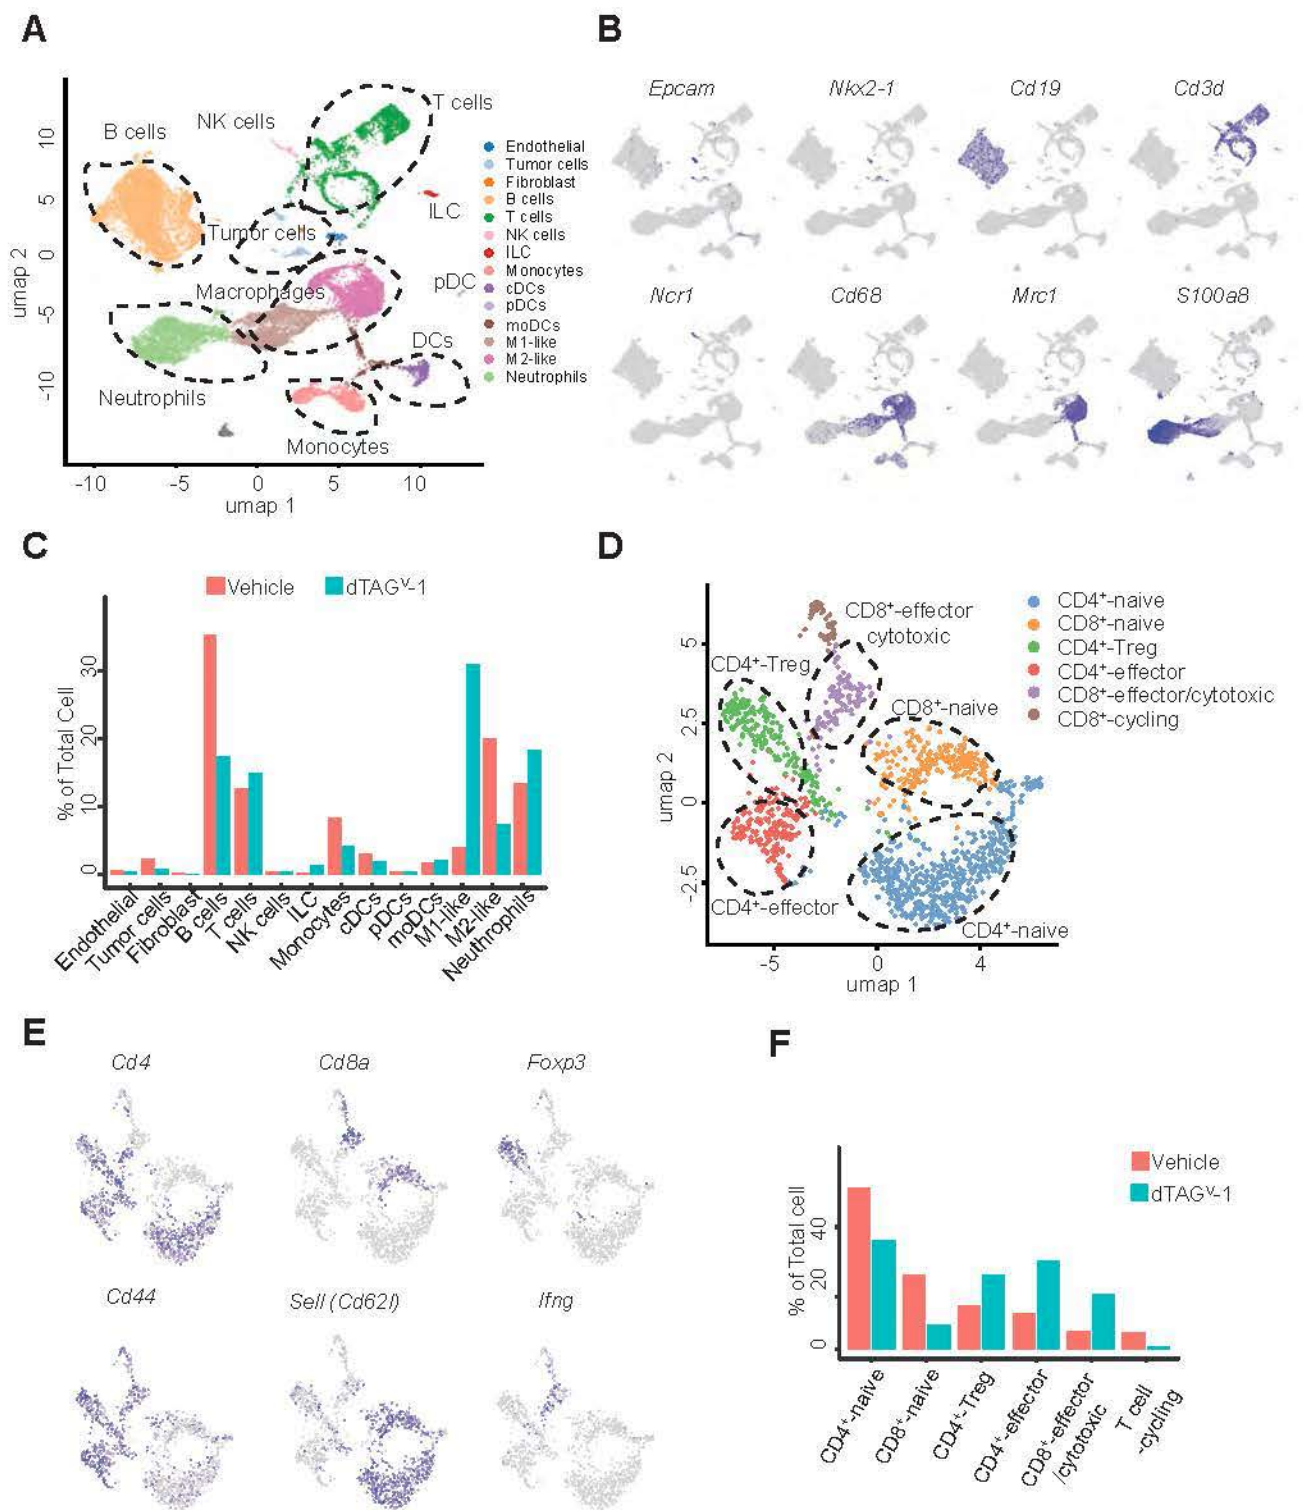 A
B cells
NK cells
T cells
ILC
Tumor cells
Macrophages
pDC
DCs
Neutrophils
Monocytes
10
5
0
-5
-10
umap 2
-10
-5
0
5
10
umap 1
Endothelial
Tumor cells
Fibroblast
B cells
T cells
NK cells
ILC
Monocytes
cDCs
pDCs
moDCs
M1-like
M2-like
Neutrophils
B
Epcam
Nkx2-1
Cd19
Cd3d
Ncr1
Cd68
Mrc1
S100a8
C
Vehicle
dTAGⱽ-1
% of Total Cell
30
20
10
0
Endothelial
Tumor cells
Fibroblast
B cells
T cells
NK cells
ILC
Monocytes
cDCs
pDCs
moDCs
M1-like
M2-like
Neuthrophils
D
CD8⁺-effector
cytotoxic
CD4⁺-Treg
CD8⁺-naive
CD4⁺-effector
CD4⁺-naive
5
2.5
0
-2.5
umap 2
-5
0
4
umap 1
CD4⁺-naive
CD8⁺-naive
CD4⁺-Treg
CD4⁺-effector
CD8⁺-effector/cytotoxic
CD8⁺-cycling
E
Cd4
Cd8a
Foxp3
Cd44
Sell (Cd62l)
Ifng
F
Vehicle
dTAGⱽ-1
% of Total cell
40
20
0
CD4⁺-naive
CD8⁺-naive
CD4⁺-Treg
CD4⁺-effector
CD8⁺-effector
/cytotoxic
T cell
-cycling